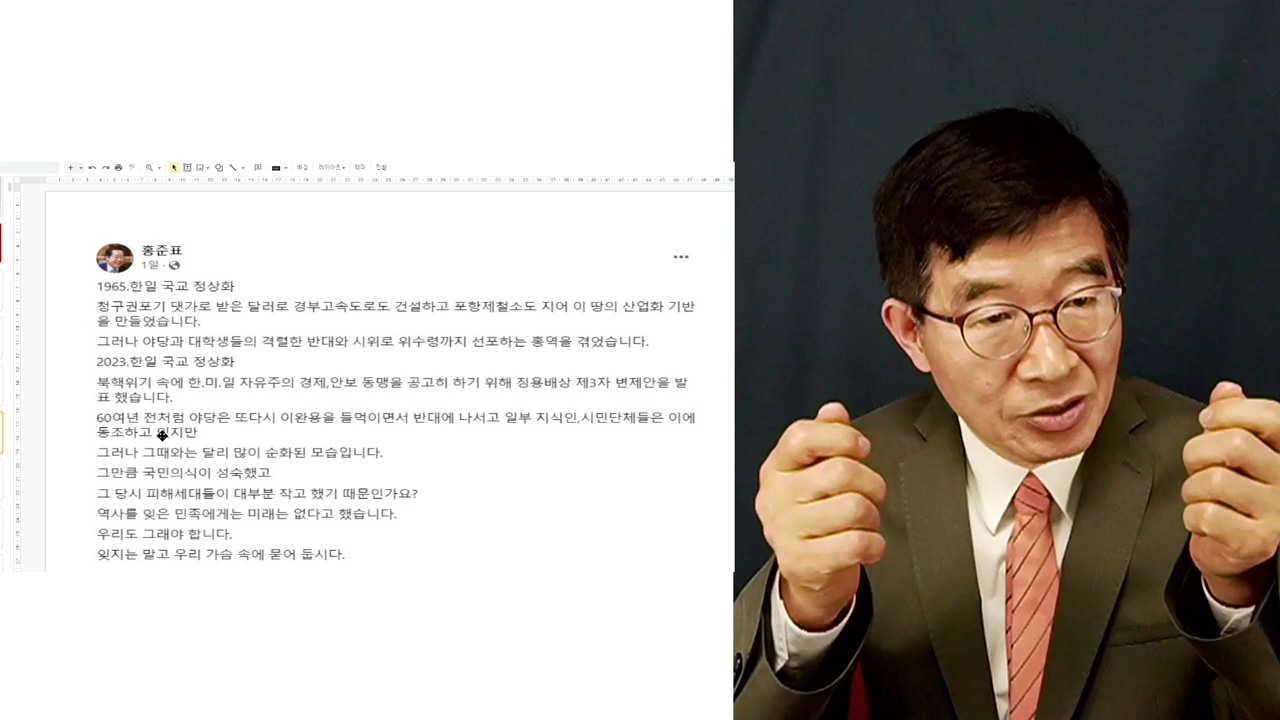 배경 레이아웃 테마 전환
홍준표
1일
1965.한일 국교 정상화
청구권포기 댓가로 받은 달러로 경부고속도로도 건설하고 포항제철소도 지어 이 땅의 산업화 기반
을 만들었습니다.
그러나 야당과 대학생들의 격렬한 반대와 시위로 위수령까지 선포하는 홍역을 겪었습니다.
2023.한일 국교 정상화
북핵위기 속에 한.미.일 자유주의 경제,안보 동맹을 공고히 하기 위해 징용배상 제3자 변제안을 발
표 했습니다.
60여년 전처럼 야당은 또다시 이완용을 들먹이면서 반대에 나서고 일부 지식인,시민단체들은 이에
동조하고 있지만
그러나 그때와는 달리 많이 순화된 모습입니다.
그만큼 국민의식이 성숙했고
그 당시 피해세대들이 대부분 작고 했기 때문인가요?
역사를 잊은 민족에게는 미래는 없다고 했습니다.
우리도 그래야 합니다.
잊지는 말고 우리 가슴 속에 묻어 둡시다.